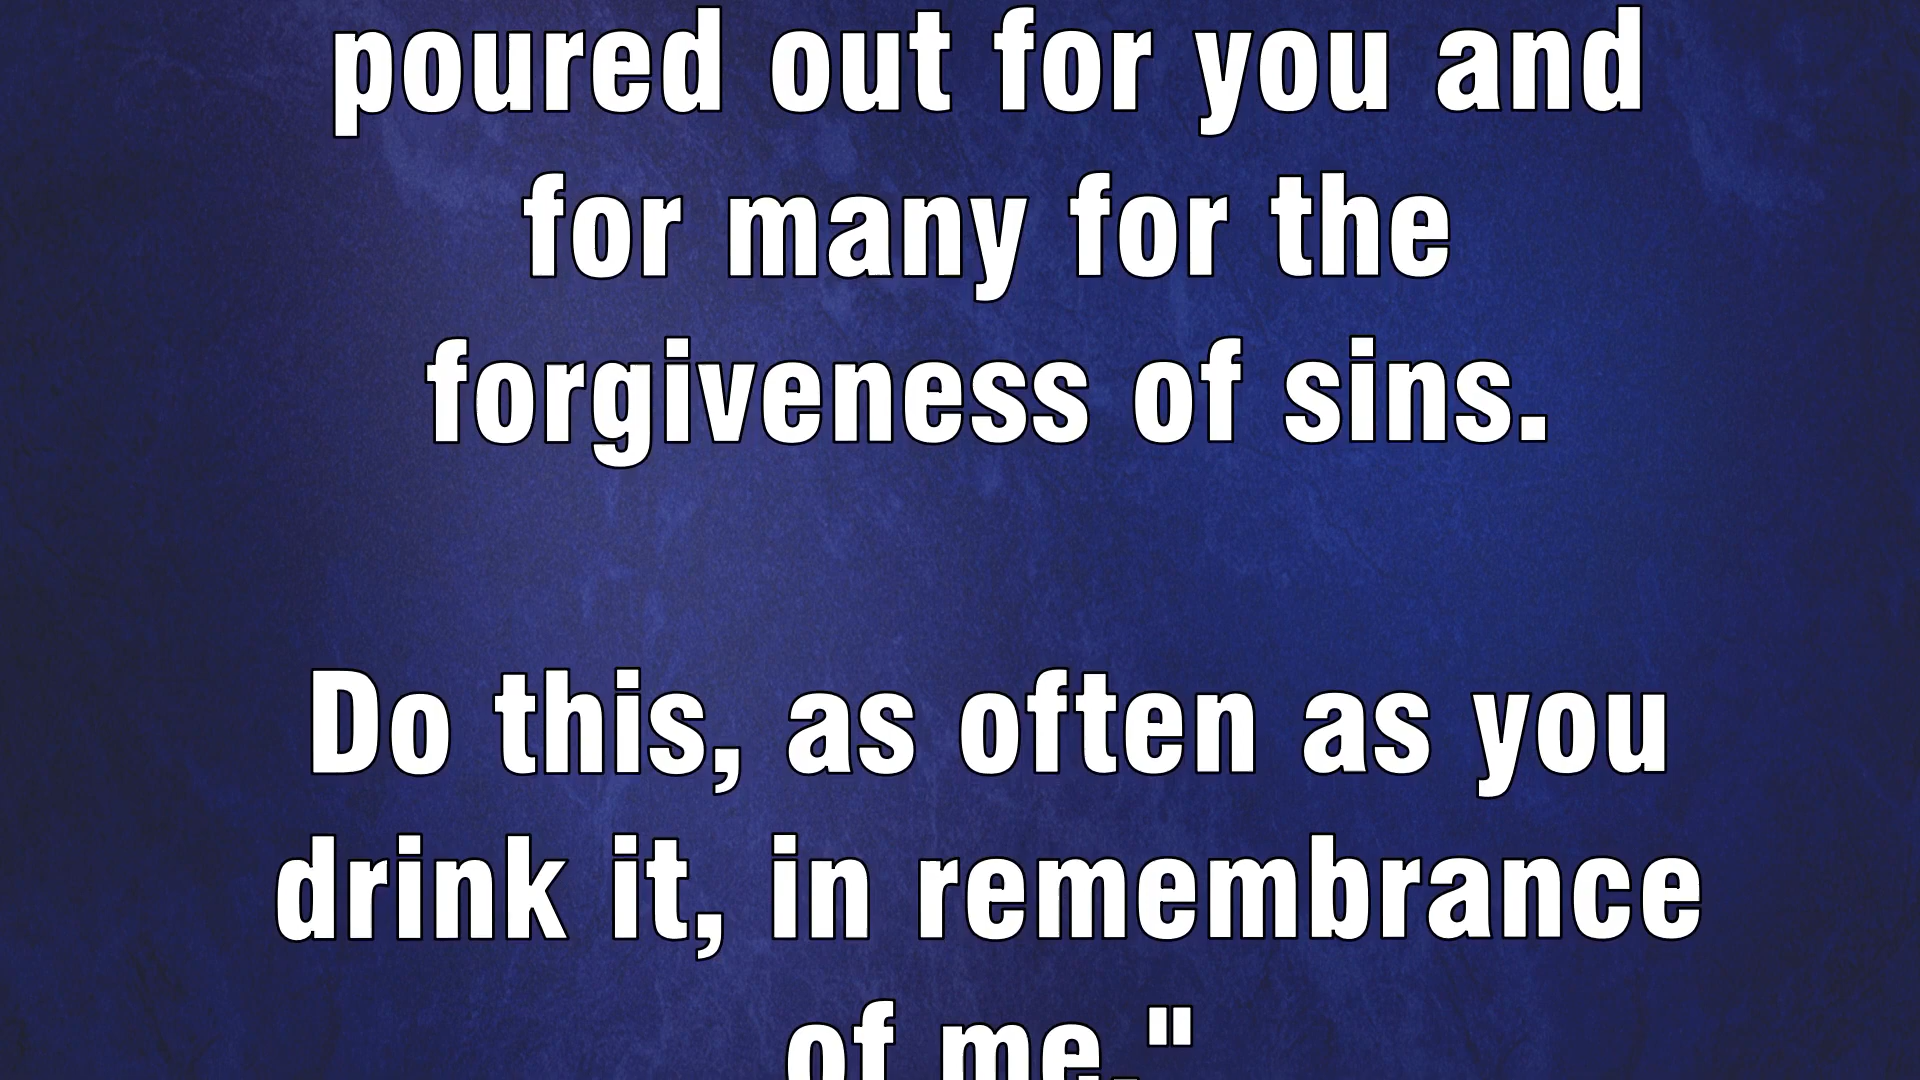 poured out for you and
for many for the
forgiveness of sins.
Do this, as often as you
drink it, in remembrance
of me."